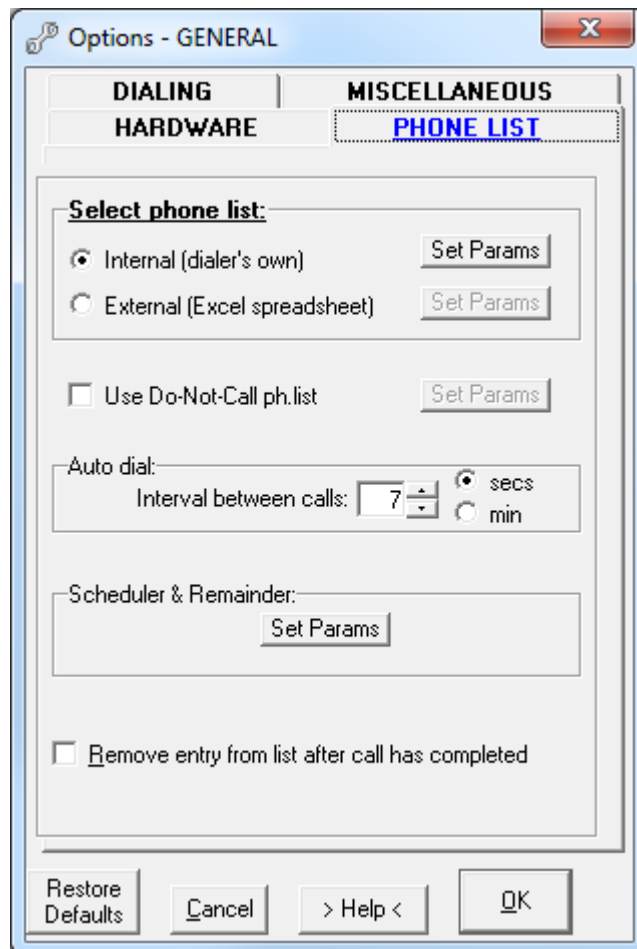 Options - GENERAL
DIALING MISCELLANEOUS
HARDWARE PHONE LIST
Select phone list:
Internal (dialer's own) Set Params
External (Excel spreadsheet) Set Params
Use Do-Not-Call ph.list Set Params
Auto dial:
Interval between calls: 7 secs
min
Scheduler & Remainder:
Set Params
Remove entry from list after call has completed
Restore Defaults Cancel > Help < OK